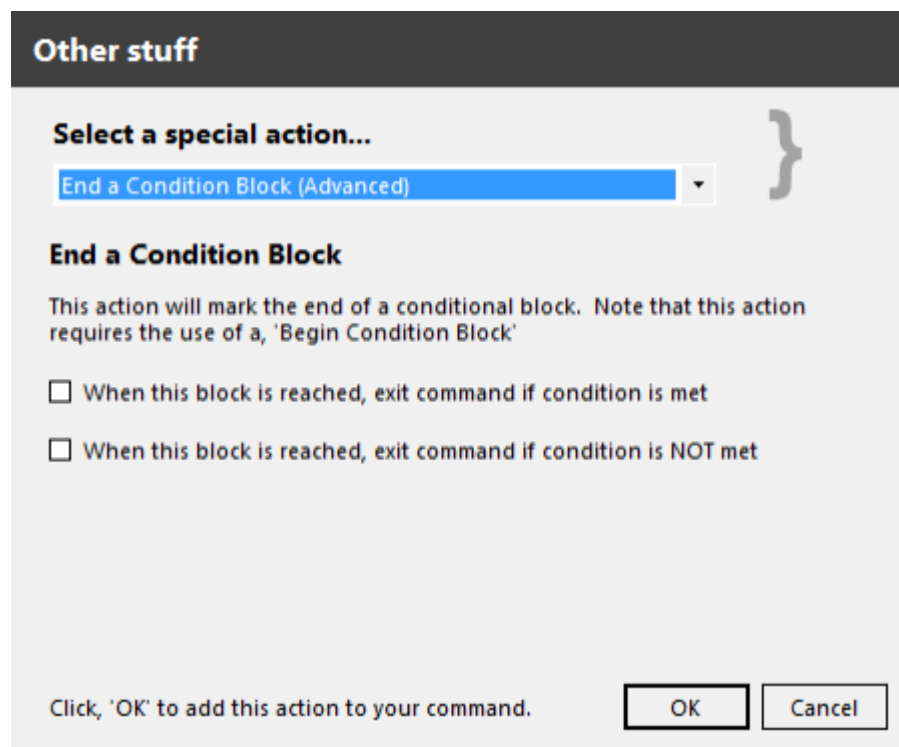 Other stuff
Select a special action...
}
End a Condition Block (Advanced)
End a Condition Block
This action will mark the end of a conditional block.  Note that this action
requires the use of a, 'Begin Condition Block'
When this block is reached, exit command if condition is met
When this block is reached, exit command if condition is NOT met
Click, 'OK' to add this action to your command.
OK
Cancel